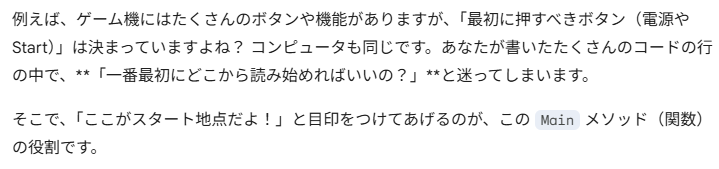 例えば、ゲーム機にはたくさんのボタンや機能がありますが、「最初に押すべきボタン（電源や
Start）」は決まっていますよね？ コンピュータも同じです。あなたが書いたたくさんのコードの行
の中で、**「一番最初にどこから読み始めればいいの？」**と迷ってしまいます。
そこで、「ここがスタート地点だよ！」と目印をつけてあげるのが、この Main メソッド（関数）
の役割です。